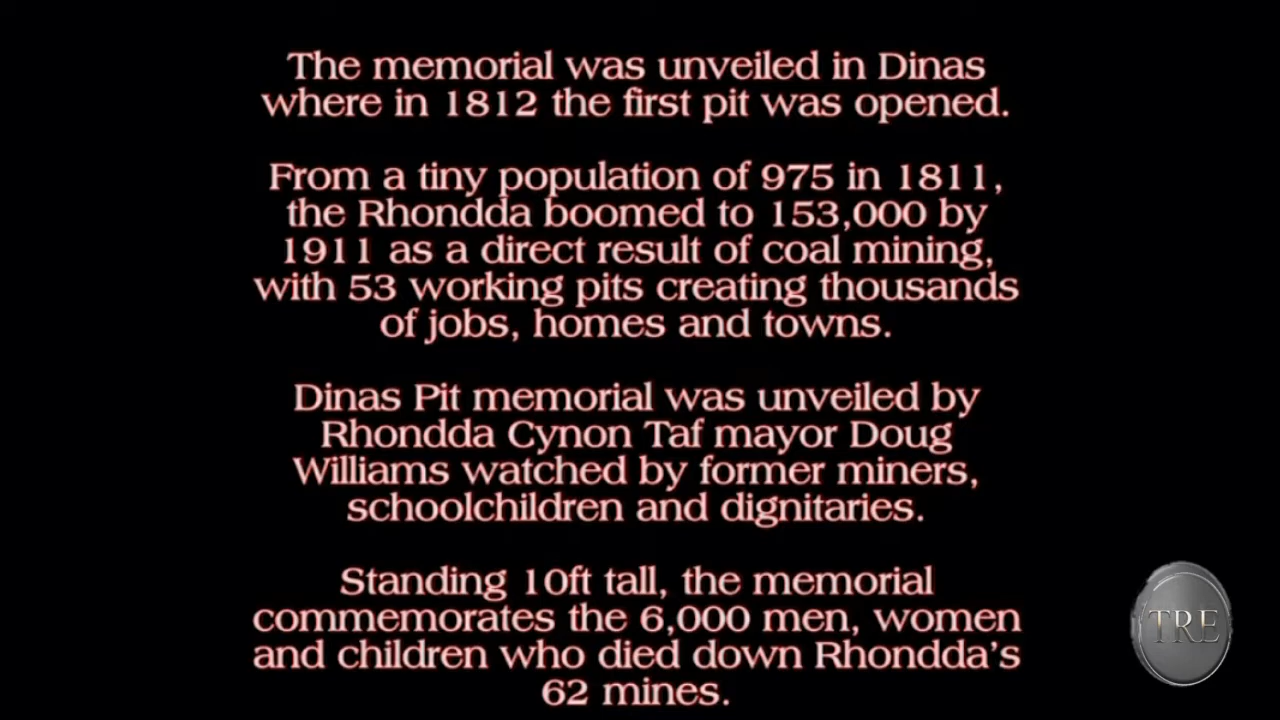 The memorial was unveiled in Dinas
where in 1812 the first pit was opened.
From a tiny population of 975 in 1811,
the Rhondda boomed to 153,000 by
1911 as a direct result of coal mining,
with 53 working pits creating thousands
of jobs, homes and towns.
Dinas Pit memorial was unveiled by
Rhondda Cynon Taf mayor Doug
Williams watched by former miners,
schoolchildren and dignitaries.
Standing 10ft tall, the memorial
commemorates the 6,000 men, women
and children who died down Rhondda's
62 mines.
TRE